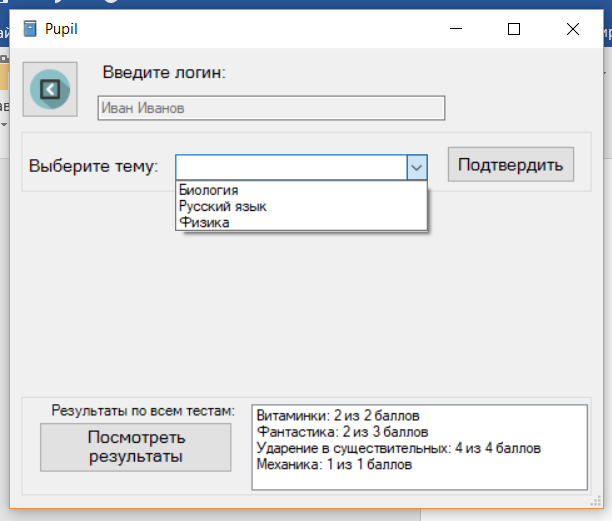 Pupil
Введите логин:
Иван Иванов
Выберите тему:
Подтвердить
Биология
Русский язык
Физика
Результаты по всем тестам:
Посмотреть
результаты
Витаминки: 2 из 2 баллов
Фантастика: 2 из 3 баллов
Ударение в существительных: 4 из 4 баллов
Механика: 1 из 1 баллов